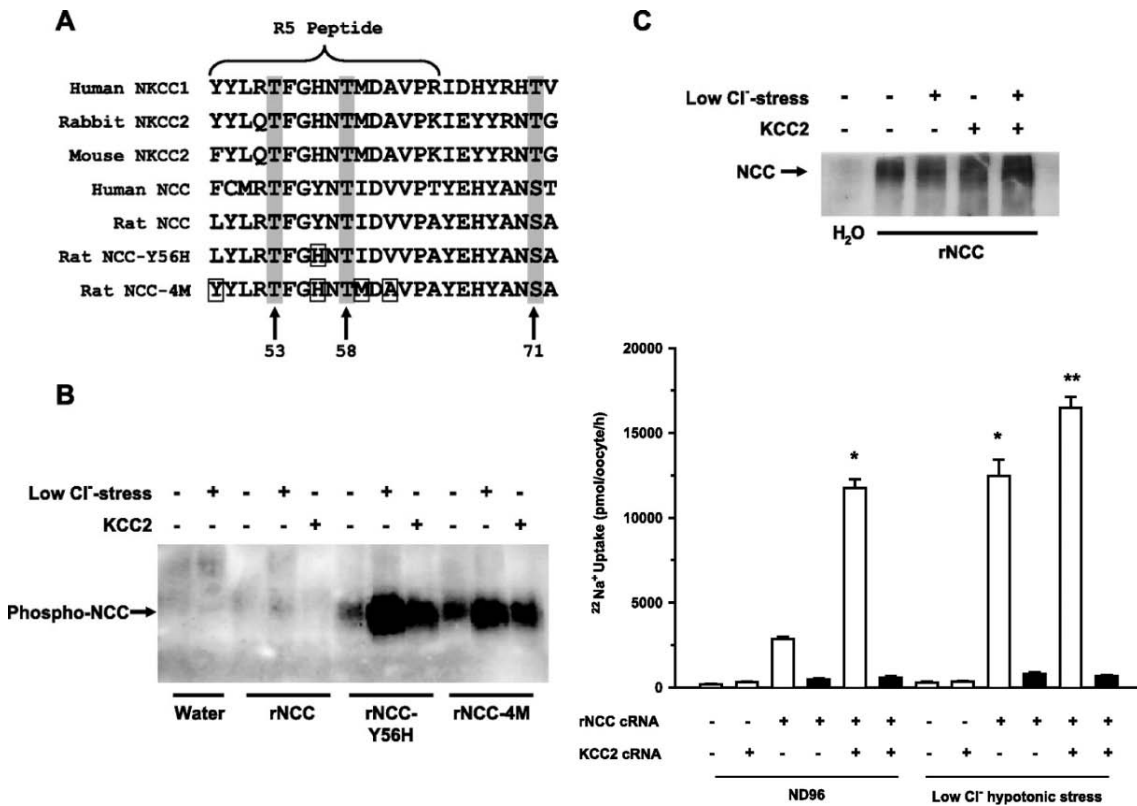 A
R5 Peptide
Human NKCC1 YYLRTFGHNTMDAVPRIDHYRHTV
Rabbit NKCC2 YYLQTFGHNTMDAVPKIEYYRNTG
Mouse NKCC2 FYLQTFGHNTMDAVPKIEYYRNTG
Human NCC FCMRTFGYNTIDVVPTYEHYANST
Rat NCC LYLRTFGYNTIDVVPAYEHYANSA
Rat NCC-Y56H LYLRTFGHNTIDVVPAYEHYANSA
Rat NCC-4M YYLRTFGHNTMDAVPAYEHYANSA
53 58 71
B
Low Cl⁻-stress - + - + - - + - - + -
KCC2 - - - - + - - + - - +
Phospho-NCC
Water rNCC rNCC-Y56H rNCC-4M
C
Low Cl⁻-stress - - + - +
KCC2 - - - + +
NCC
H₂O rNCC
²²Na⁺ Uptake (pmol/oocyte/h)
20000
15000
10000
5000
0
* * **
rNCC cRNA - - + + + + - - + + + +
KCC2 cRNA - + - - + + - + - - + +
ND96 Low Cl⁻ hypotonic stress